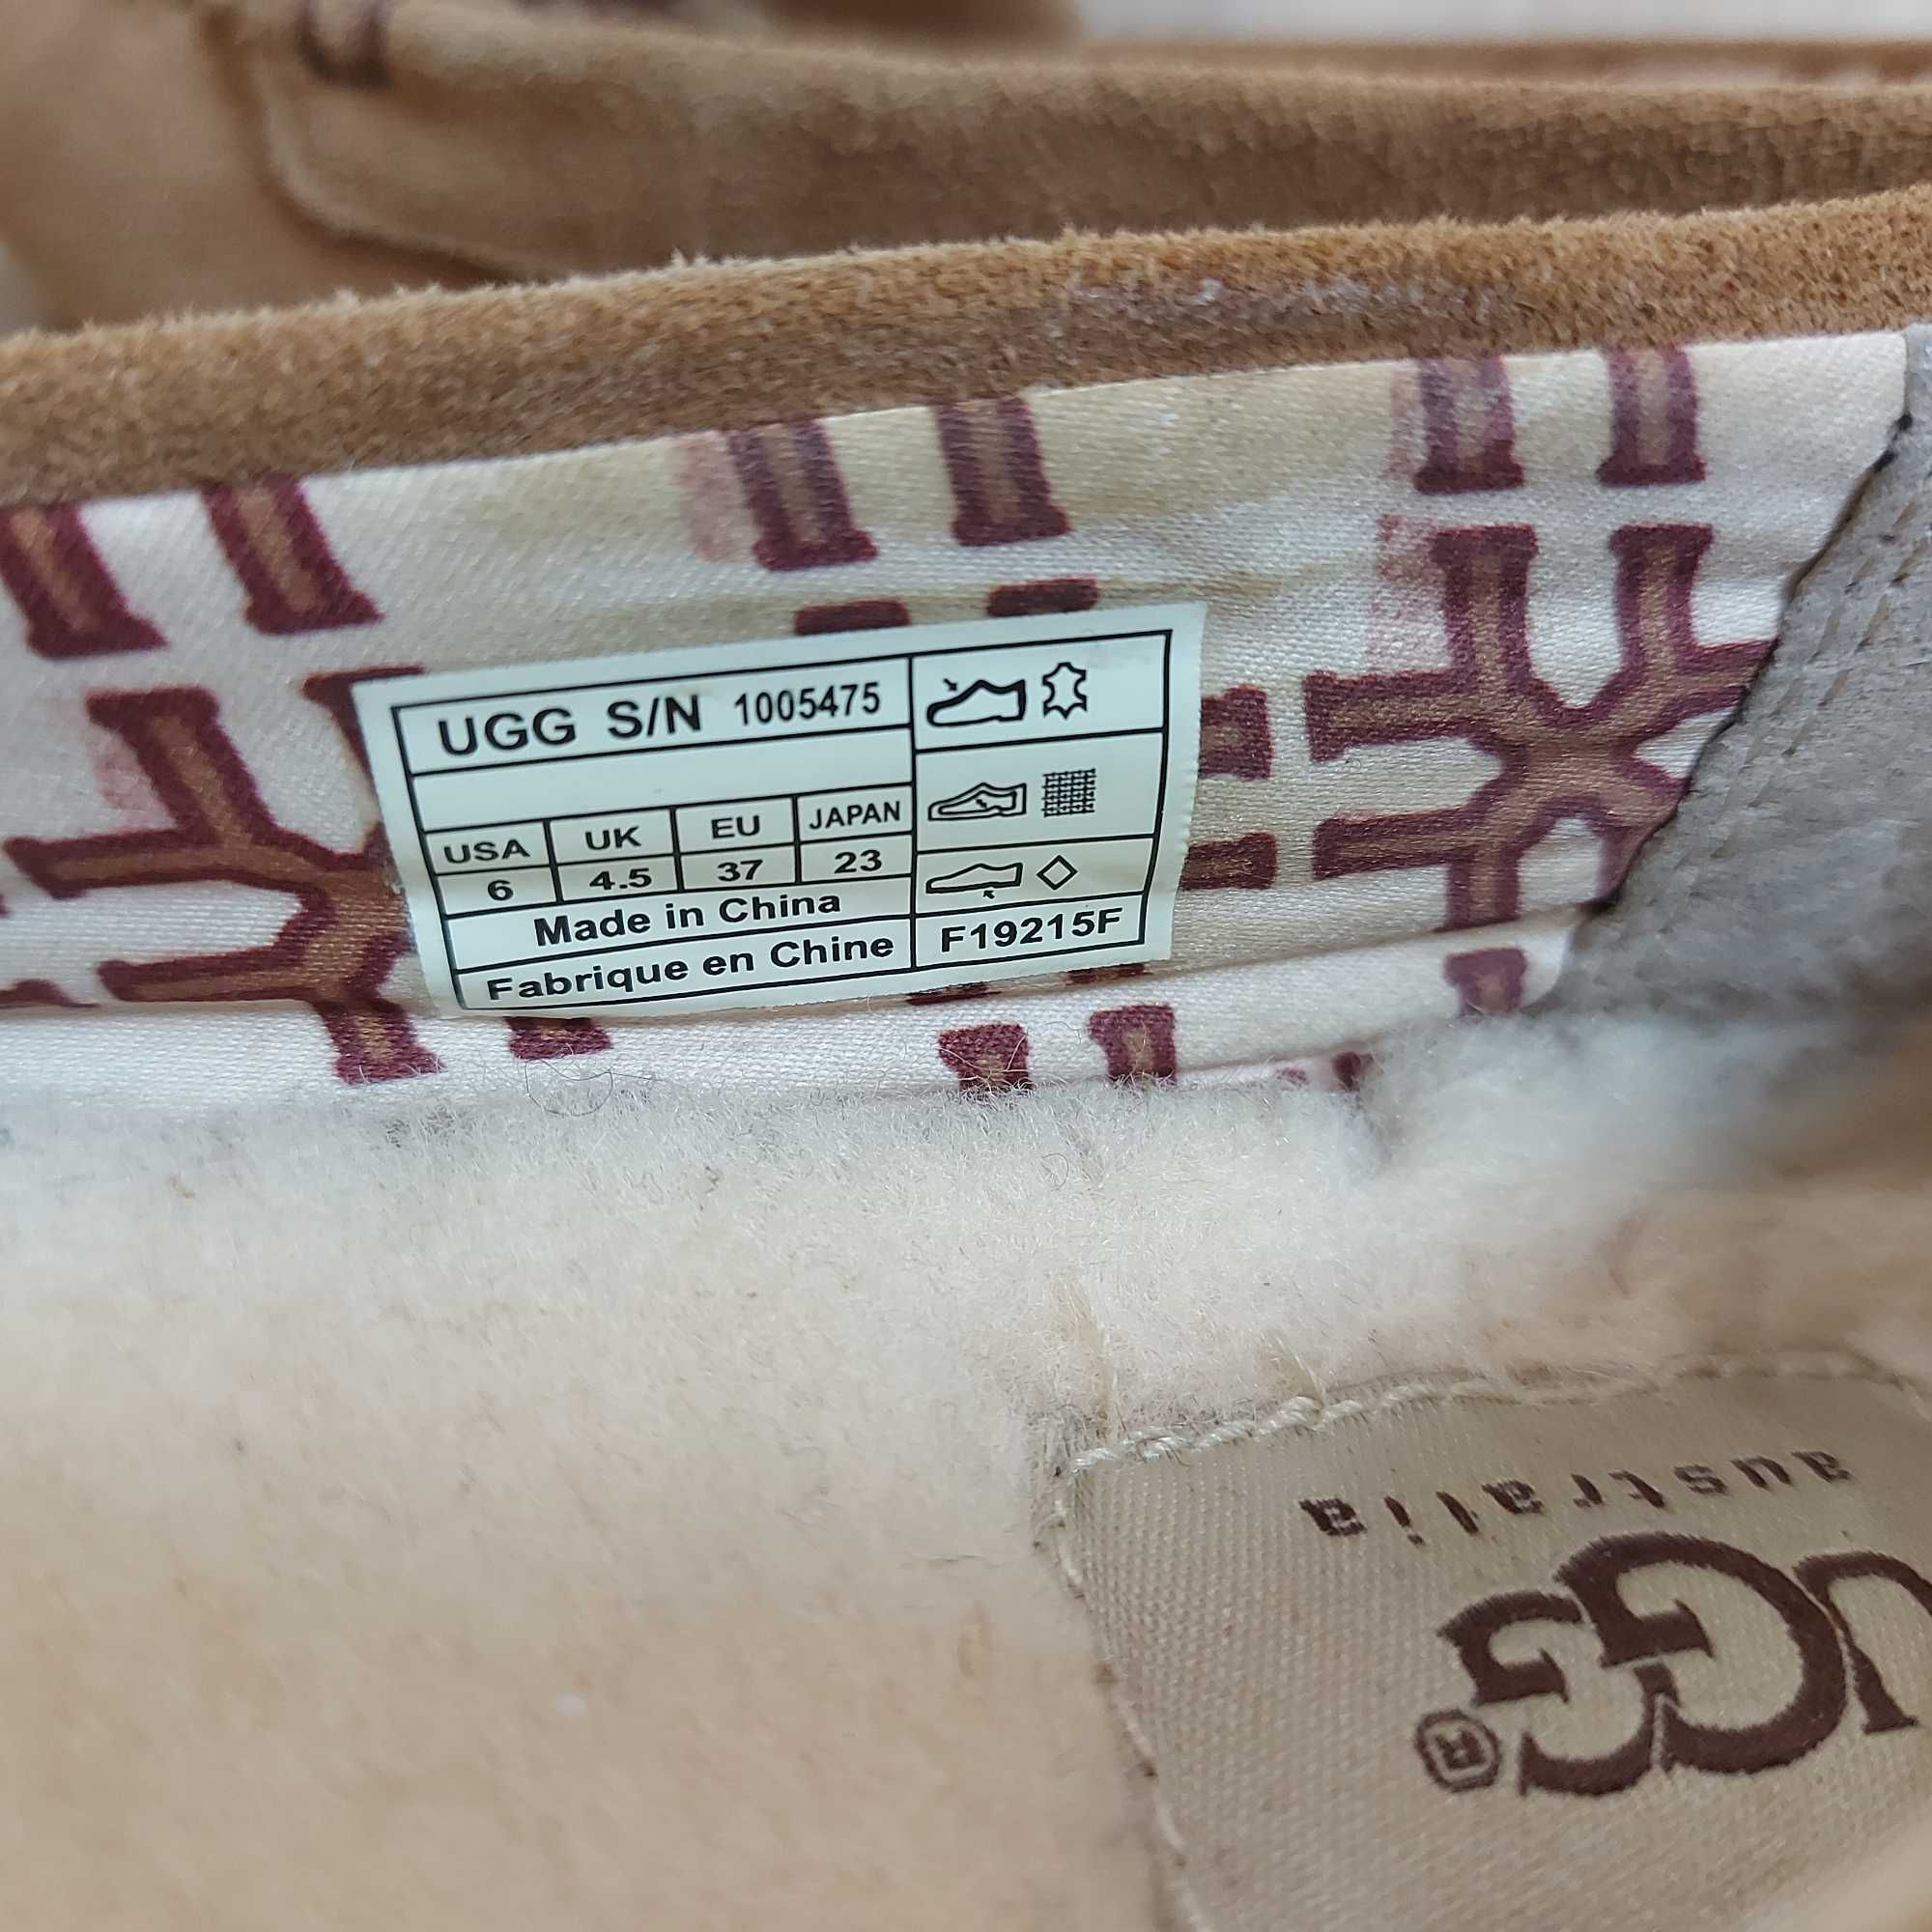 UGG S/N 1005475
USA UK EU JAPAN
6 4.5 37 23
Made in China
Fabrique en Chine
F19215F
UGG®
australia